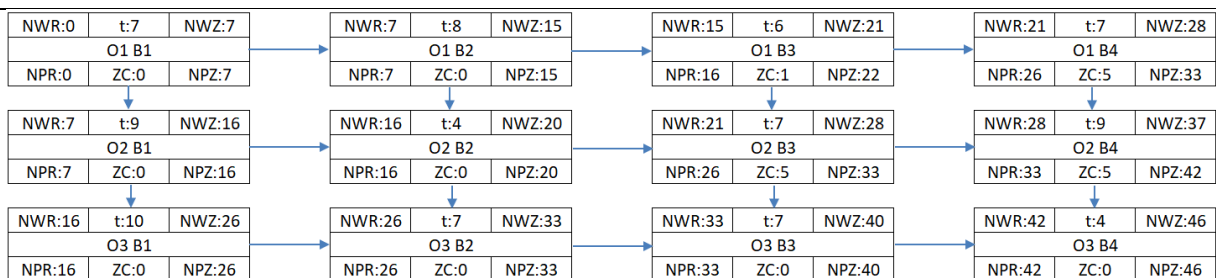 NWR:0 t:7 NWZ:7 NWR:7 t:8 NWZ:15 NWR:15 t:6 NWZ:21 NWR:21 t:7 NWZ:28
O1 B1 O1 B2 O1 B3 O1 B4
NPR:0 ZC:0 NPZ:7 NPR:7 ZC:0 NPZ:15 NPR:16 ZC:1 NPZ:22 NPR:26 ZC:5 NPZ:33
NWR:7 t:9 NWZ:16 NWR:16 t:4 NWZ:20 NWR:21 t:7 NWZ:28 NWR:28 t:9 NWZ:37
O2 B1 O2 B2 O2 B3 O2 B4
NPR:7 ZC:0 NPZ:16 NPR:16 ZC:0 NPZ:20 NPR:26 ZC:5 NPZ:33 NPR:33 ZC:5 NPZ:42
NWR:16 t:10 NWZ:26 NWR:26 t:7 NWZ:33 NWR:33 t:7 NWZ:40 NWR:42 t:4 NWZ:46
O3 B1 O3 B2 O3 B3 O3 B4
NPR:16 ZC:0 NPZ:26 NPR:26 ZC:0 NPZ:33 NPR:33 ZC:0 NPZ:40 NPR:42 ZC:0 NPZ:46